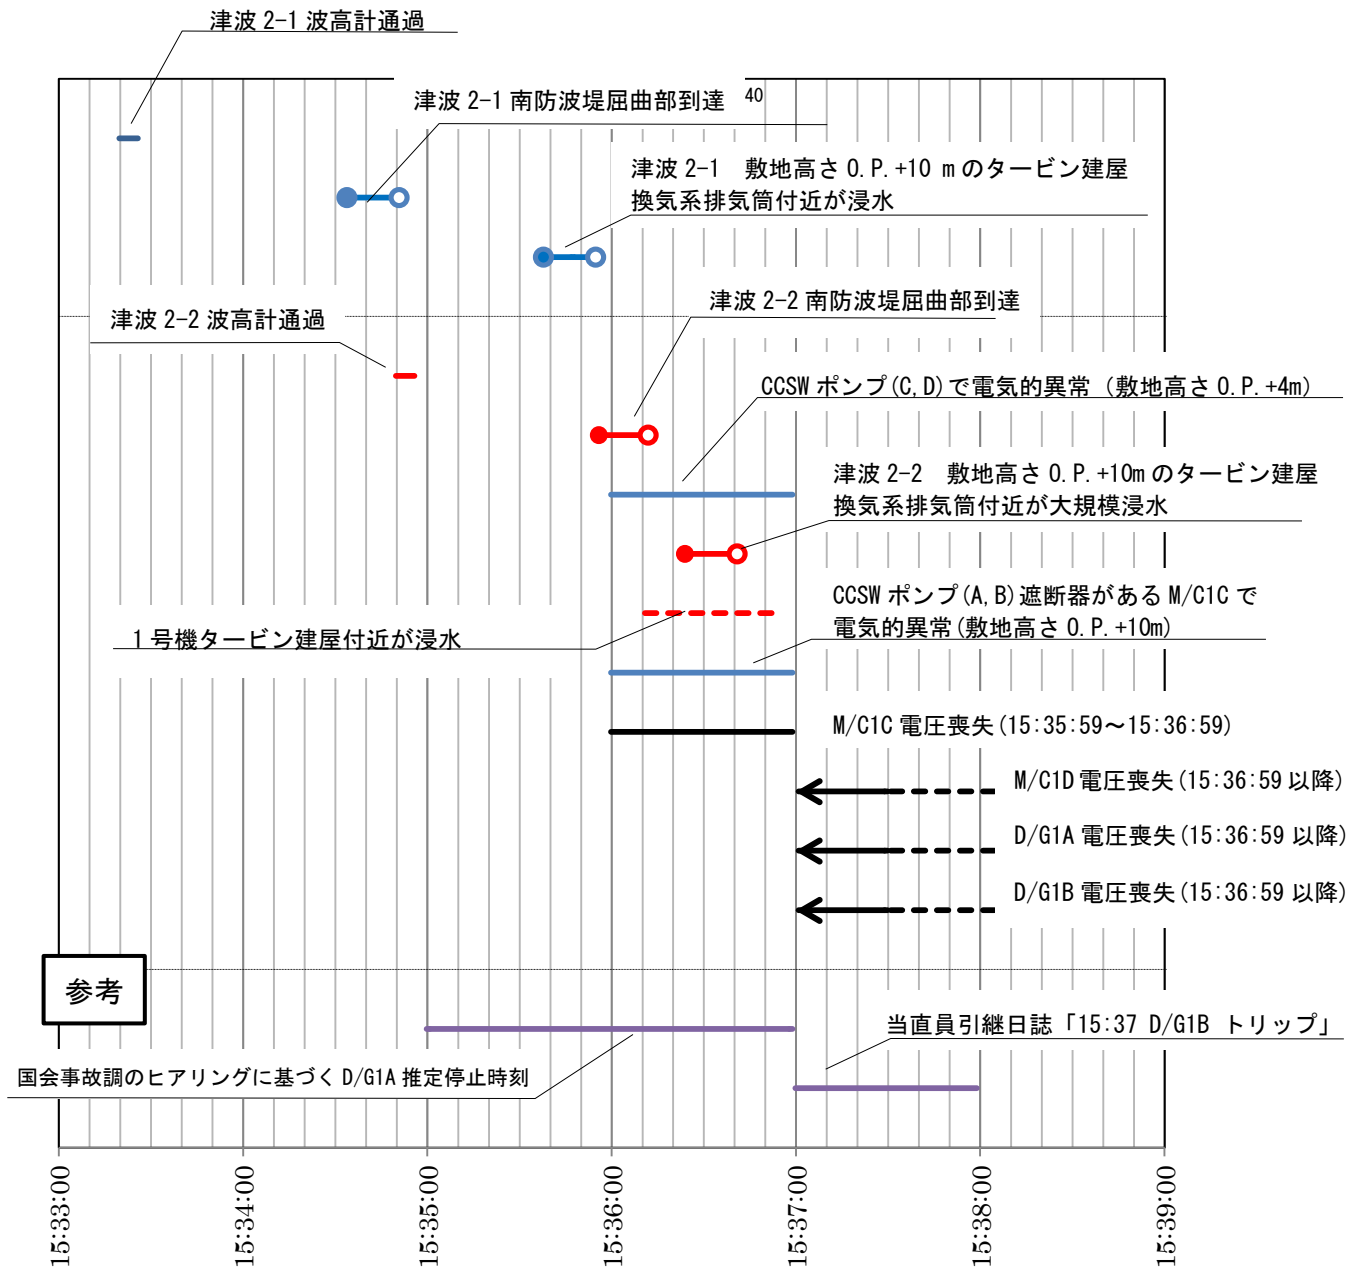 津波 2-1 波高計通過
津波 2-1 南防波堤屈曲部到達
40
津波 2-1　敷地高さ O.P.+10 m のタービン建屋
換気系排気筒付近が浸水
津波 2-2 南防波堤屈曲部到達
津波 2-2 波高計通過
CCSW ポンプ(C,D)で電気的異常（敷地高さ O.P.+4m)
津波 2-2　敷地高さ O.P.+10m のタービン建屋
換気系排気筒付近が大規模浸水
CCSW ポンプ(A,B)遮断器がある M/C1C で
電気的異常(敷地高さ O.P.+10m)
1 号機タービン建屋付近が浸水
M/C1C 電圧喪失(15:35:59～15:36:59)
M/C1D 電圧喪失(15:36:59 以降)
D/G1A 電圧喪失(15:36:59 以降)
D/G1B 電圧喪失(15:36:59 以降)
参考
当直員引継日誌「15:37 D/G1B トリップ」
国会事故調のヒアリングに基づく D/G1A 推定停止時刻
15:33:00
15:34:00
15:35:00
15:36:00
15:37:00
15:38:00
15:39:00